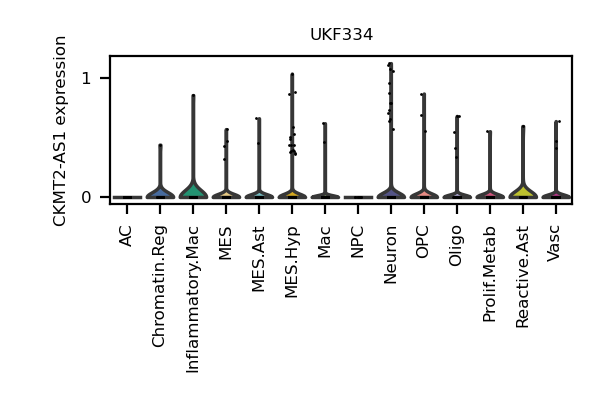 UKF334
CKMT2-AS1 expression
1
0
AC
Chromatin.Reg
Inflammatory.Mac
MES
MES.Ast
MES.Hyp
Mac
NPC
Neuron
OPC
Oligo
Prolif.Metab
Reactive.Ast
Vasc